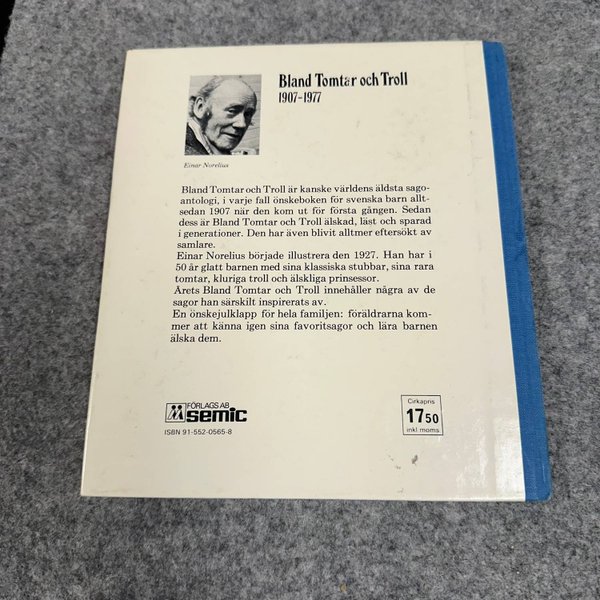 Bland Tomtar och Troll
1907-1977
Einar Norelius
Bland Tomtar och Troll är kanske världens äldsta sago-
antologi, i varje fall önskeboken för svenska barn allt-
sedan 1907 när den kom ut för första gången. Sedan
dess är Bland Tomtar och Troll älskad, läst och sparad
i generationer. Den har även blivit alltmer eftersökt av
samlare.
Einar Norelius började illustrera den 1927. Han har i
50 år glatt barnen med sina klassiska stubbar, sina rara
tomtar, kluriga troll och älskliga prinsessor.
Årets Bland Tomtar och Troll innehåller några av de
sagor han särskilt inspirerats av.
En önskejulklapp för hela familjen: föräldrarna kom-
mer att känna igen sina favoritsagor och lära barnen
älska dem.
FÖRLAGS AB
semic
ISBN 91-552-0565-8
Cirkapris
17 50
inkl moms